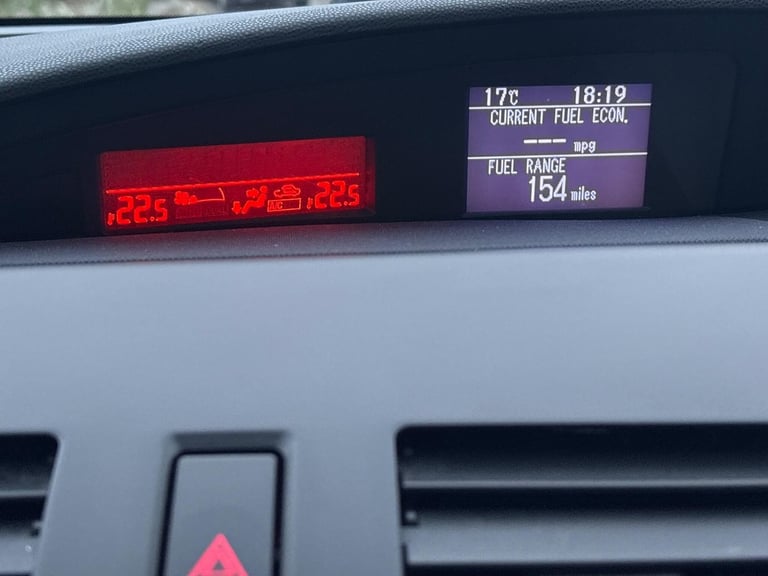 22.5 A/C 22.5
17°C 18:19
CURRENT FUEL ECON.
--- mpg
FUEL RANGE
154 miles